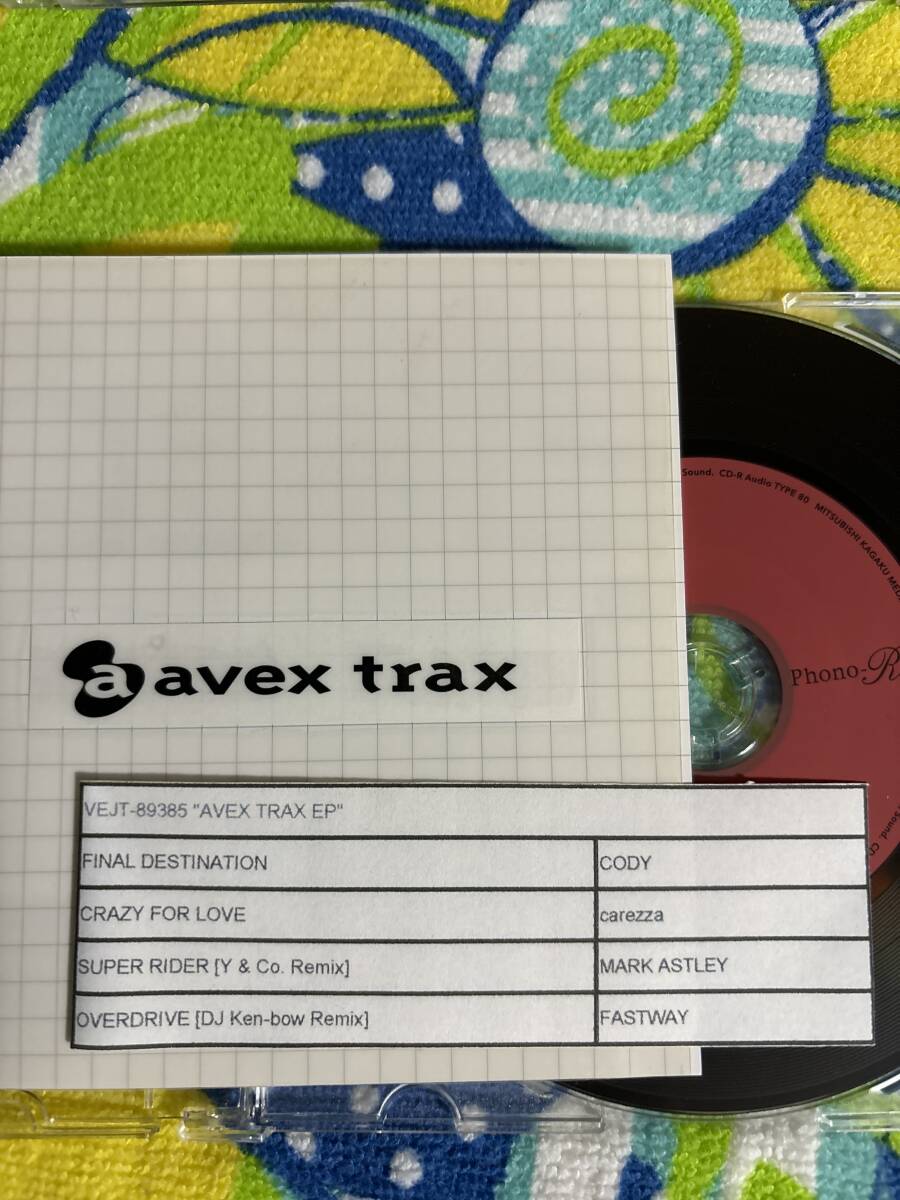 Sound. CD-R Audio TYPE 80 MITSUBISHI KAGAKU
Phono-R
a avex trax
VEJT-89385 "AVEX TRAX EP"
FINAL DESTINATION CODY
CRAZY FOR LOVE carezza
SUPER RIDER [Y & Co. Remix] MARK ASTLEY
OVERDRIVE [DJ Ken-bow Remix] FASTWAY
Sound.